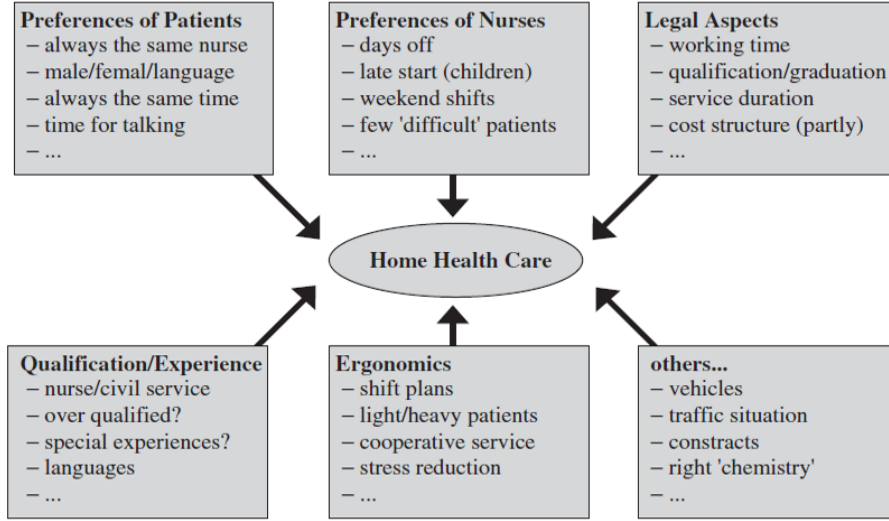 Preferences of Patients
– always the same nurse
– male/femal/language
– always the same time
– time for talking
– ...
Preferences of Nurses
– days off
– late start (children)
– weekend shifts
– few 'difficult' patients
– ...
Legal Aspects
– working time
– qualification/graduation
– service duration
– cost structure (partly)
– ...
Home Health Care
Qualification/Experience
– nurse/civil service
– over qualified?
– special experiences?
– languages
– ...
Ergonomics
– shift plans
– light/heavy patients
– cooperative service
– stress reduction
– ...
others...
– vehicles
– traffic situation
– constracts
– right 'chemistry'
– ...